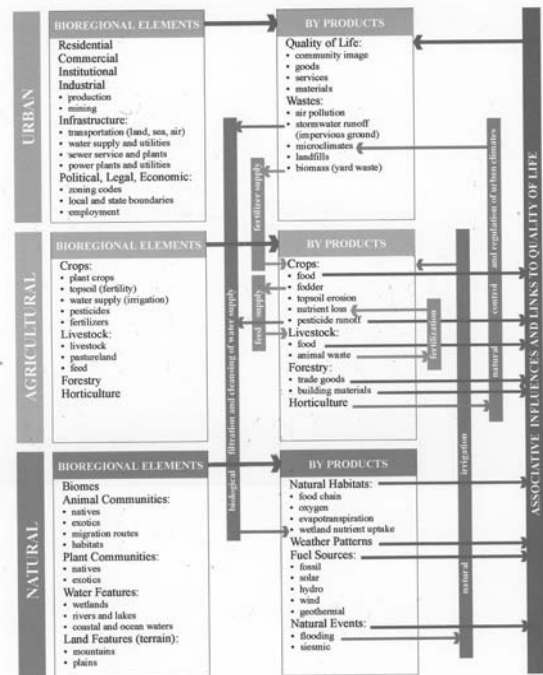 URBAN
BIOREGIONAL ELEMENTS
Residential
Commercial
Institutional
Industrial
• production
• mining
Infrastructure:
• transportation (land, sea, air)
• water supply and utilities
• sewer service and plants
• power plants and utilities
Political, Legal, Economic:
• zoning codes
• local and state boundaries
• employment
BY PRODUCTS
Quality of Life:
• community image
• goods
• services
• materials
Wastes:
• air pollution
• stormwater runoff
(impervious ground)
• microclimates
• landfills
• biomass (yard waste)
AGRICULTURAL
BIOREGIONAL ELEMENTS
Crops:
• plant crops
• topsoil (fertility)
• water supply (irrigation)
• pesticides
• fertilizers
Livestock:
• livestock
• pastureland
• feed
Forestry
Horticulture
BY PRODUCTS
Crops:
• food
• fodder
• topsoil erosion
• nutrient loss
• pesticide runoff
Livestock:
• food
• animal waste
Forestry:
• trade goods
• building materials
Horticulture
NATURAL
BIOREGIONAL ELEMENTS
Biomes
Animal Communities:
• natives
• exotics
• migration routes
• habitats
Plant Communities:
• natives
• exotics
Water Features:
• wetlands
• rivers and lakes
• coastal and ocean waters
Land Features (terrain):
• mountains
• plains
BY PRODUCTS
Natural Habitats:
• food chain
• oxygen
• evapotranspiration
• wetland nutrient uptake
Weather Patterns
Fuel Sources:
• fossil
• solar
• hydro
• wind
• geothermal
Natural Events:
• flooding
• siesmic
biological filtration and cleansing of water supply
fertilizer supply
feed supply
fertilization
natural irrigation
natural control and regulation of urban climates
ASSOCIATIVE INFLUENCES AND LINKS TO QUALITY OF LIFE